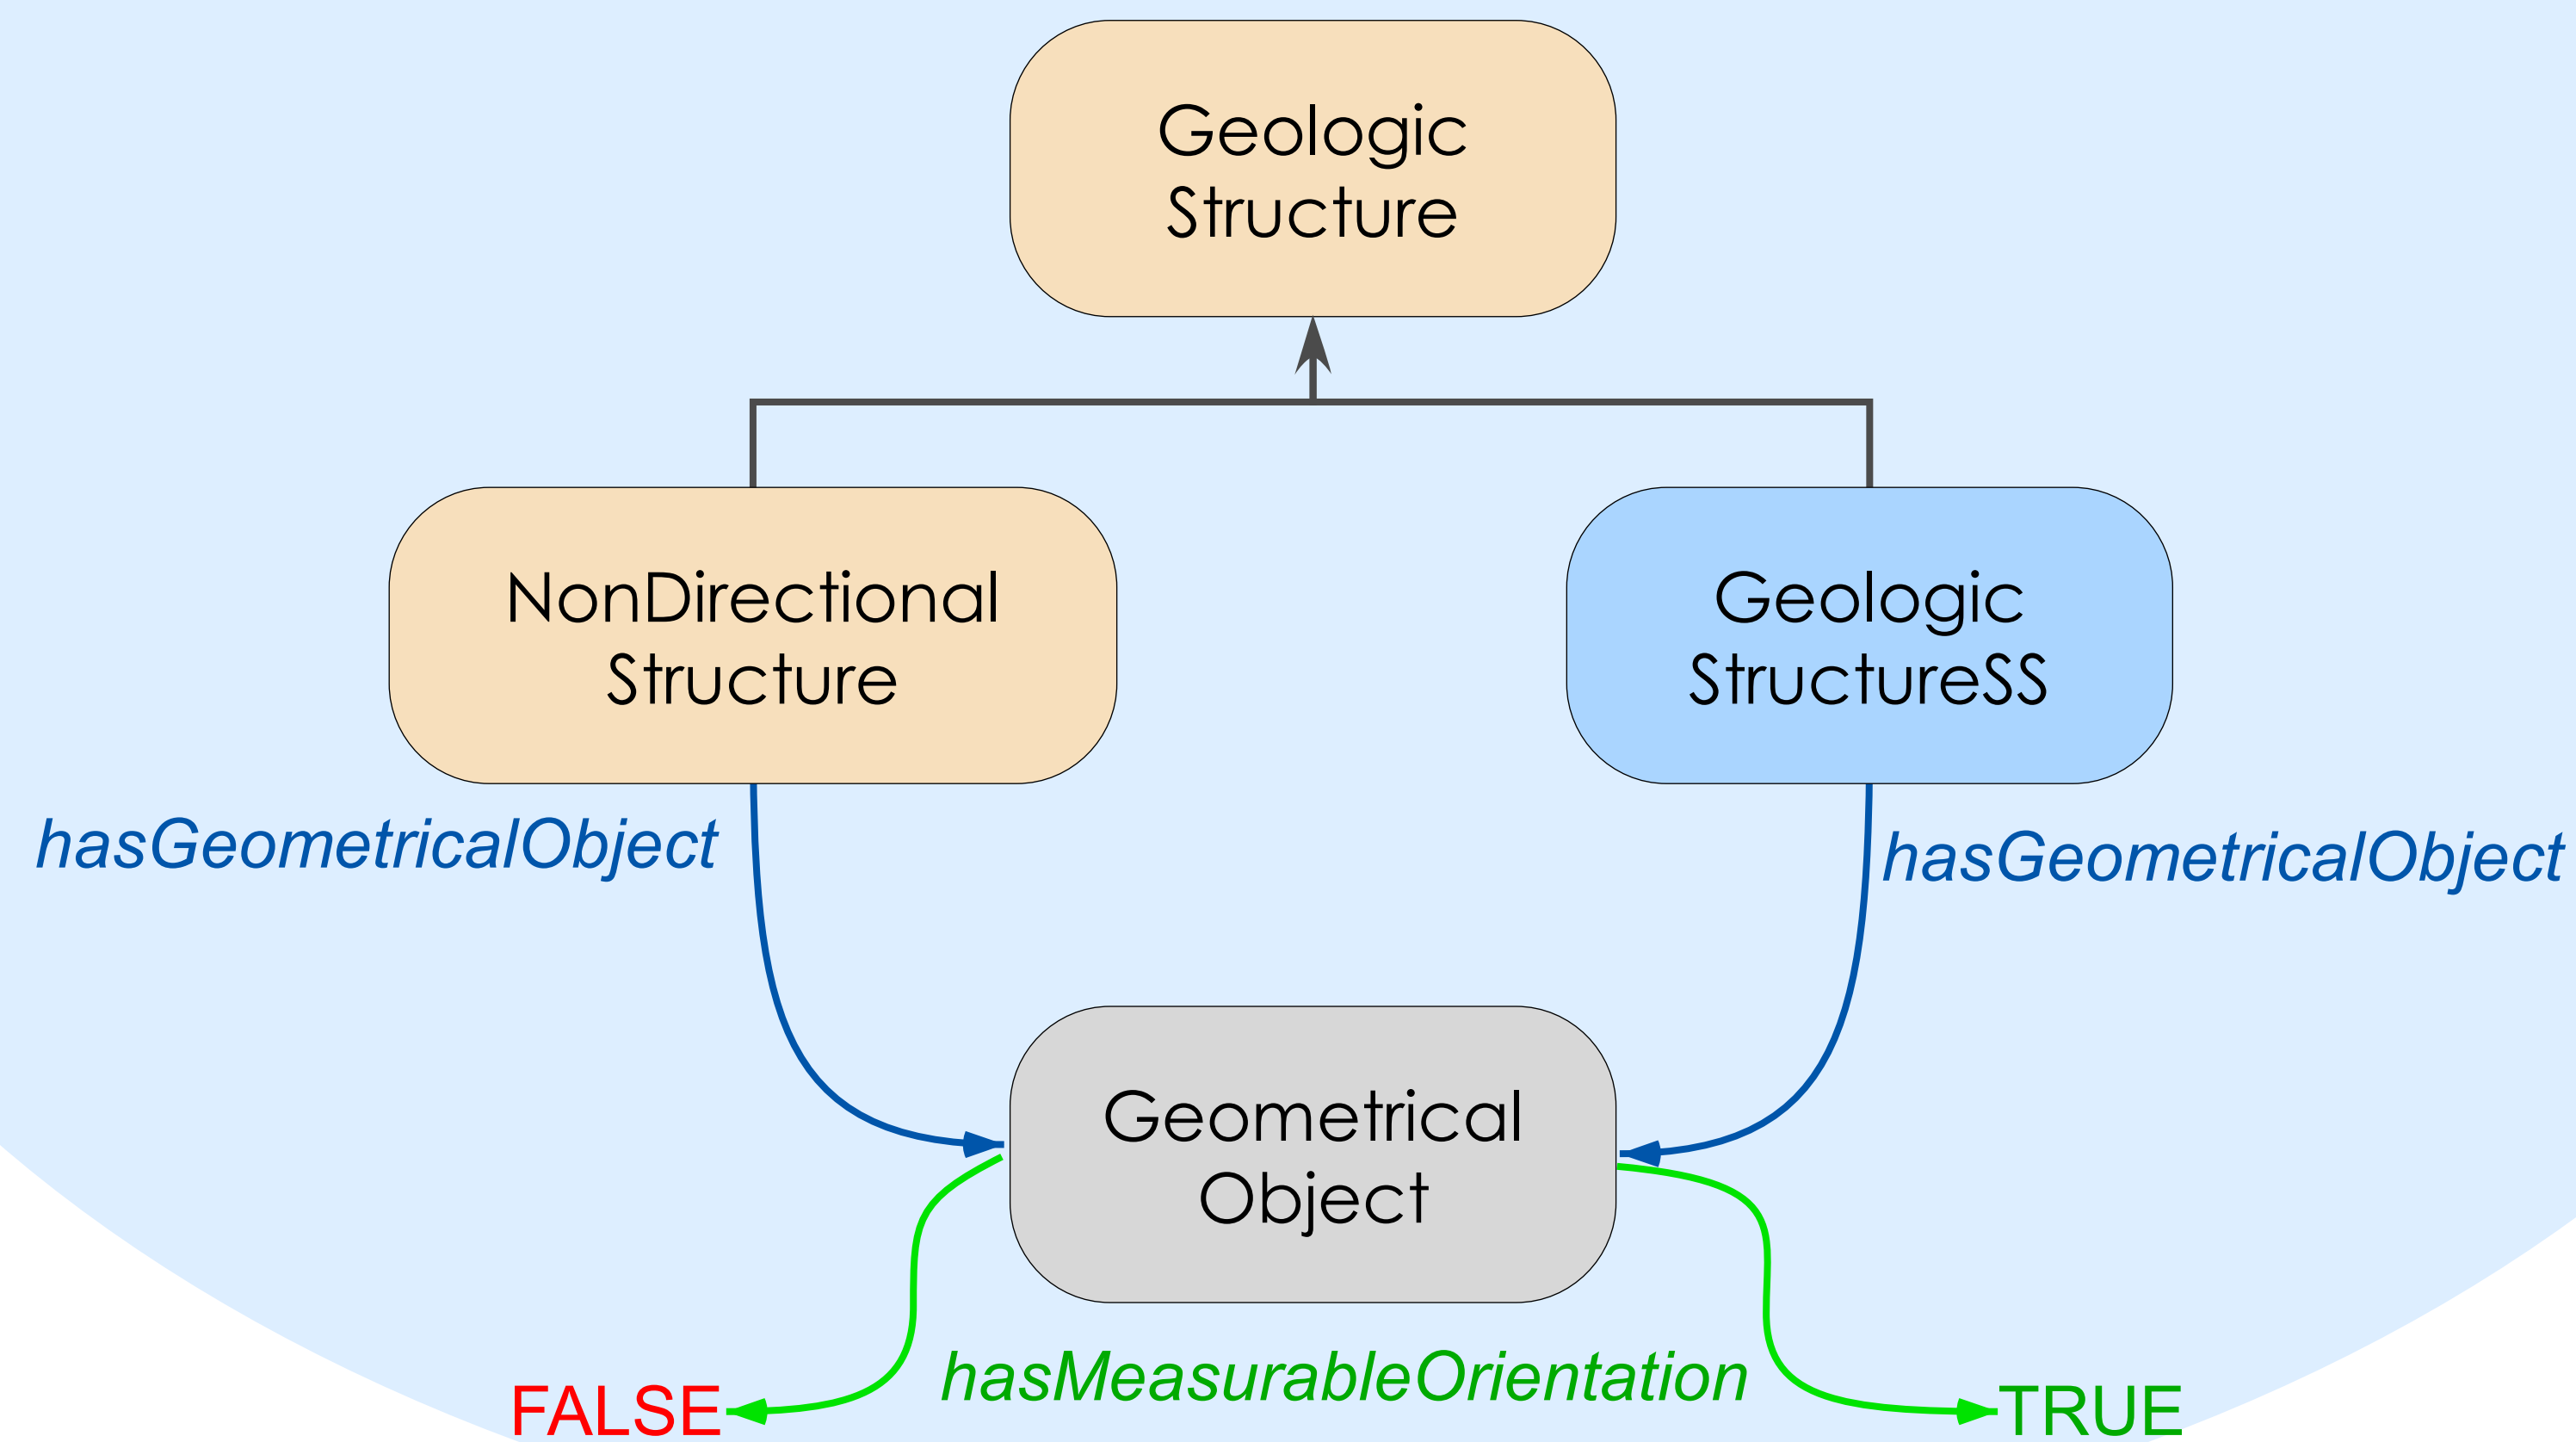 Geologic
Structure
NonDirectional
Structure
Geologic
StructureSS
hasGeometricalObject
hasGeometricalObject
Geometrical
Object
hasMeasurableOrientation
FALSE
TRUE